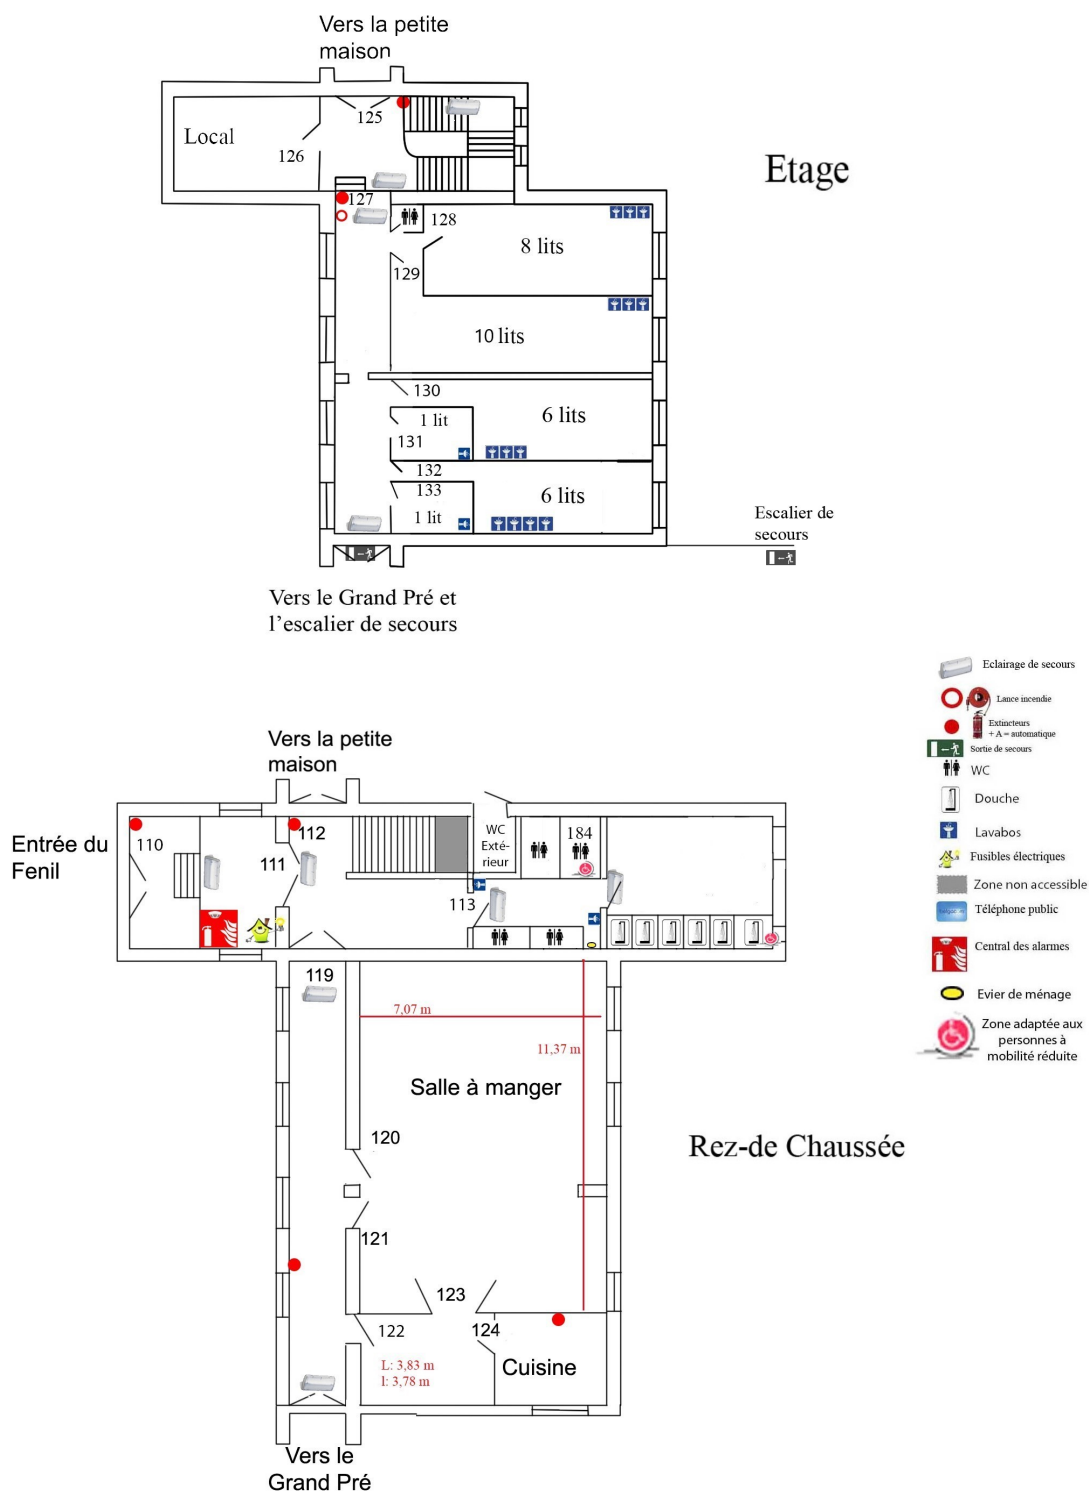 Vers la petite
maison
125
Local
126
Etage
127
128
8 lits
129
10 lits
130
1 lit
6 lits
131
132
133
6 lits
1 lit
Escalier de
secours
Vers le Grand Pré et
l’escalier de secours
Eclairage de secours
Lance incendie
Extincteurs
+ A = automatique
Sortie de secours
WC
Douche
Lavabos
Fusibles électriques
Zone non accessible
Téléphone public
Central des alarmes
Evier de ménage
Zone adaptée aux
personnes à
mobilité réduite
Vers la petite
maison
Entrée du
Fenil
110
111
112
WC
Exté-
rieur
184
113
119
7,07 m
11,37 m
Salle à manger
120
Rez-de Chaussée
121
123
122
124
L: 3,83 m
l: 3,78 m
Cuisine
Vers le
Grand Pré